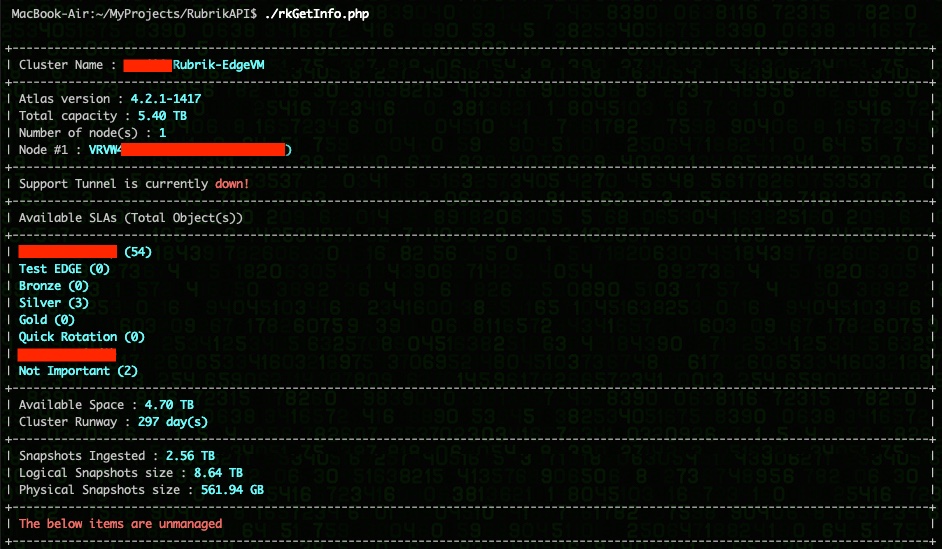 MacBook-Air:~/MyProjects/RubrikAPI$ ./rkGetInfo.php
+------------------------------------------------------------------+
| Cluster Name : Rubrik-EdgeVM |
+------------------------------------------------------------------+
| Atlas version : 4.2.1-1417 |
| Total capacity : 5.40 TB |
| Number of node(s) : 1 |
| Node #1 : VRVW4 ) |
+------------------------------------------------------------------+
| Support Tunnel is currently down! |
+------------------------------------------------------------------+
| Available SLAs (Total Object(s)) |
+------------------------------------------------------------------+
| (54) |
| Test EDGE (0) |
| Bronze (0) |
| Silver (3) |
| Gold (0) |
| Quick Rotation (0) |
| |
| Not Important (2) |
+------------------------------------------------------------------+
| Available Space : 4.70 TB |
| Cluster Runway : 297 day(s) |
+------------------------------------------------------------------+
| Snapshots Ingested : 2.56 TB |
| Logical Snapshots size : 8.64 TB |
| Physical Snapshots size : 561.94 GB |
+------------------------------------------------------------------+
| The below items are unmanaged |
+------------------------------------------------------------------+